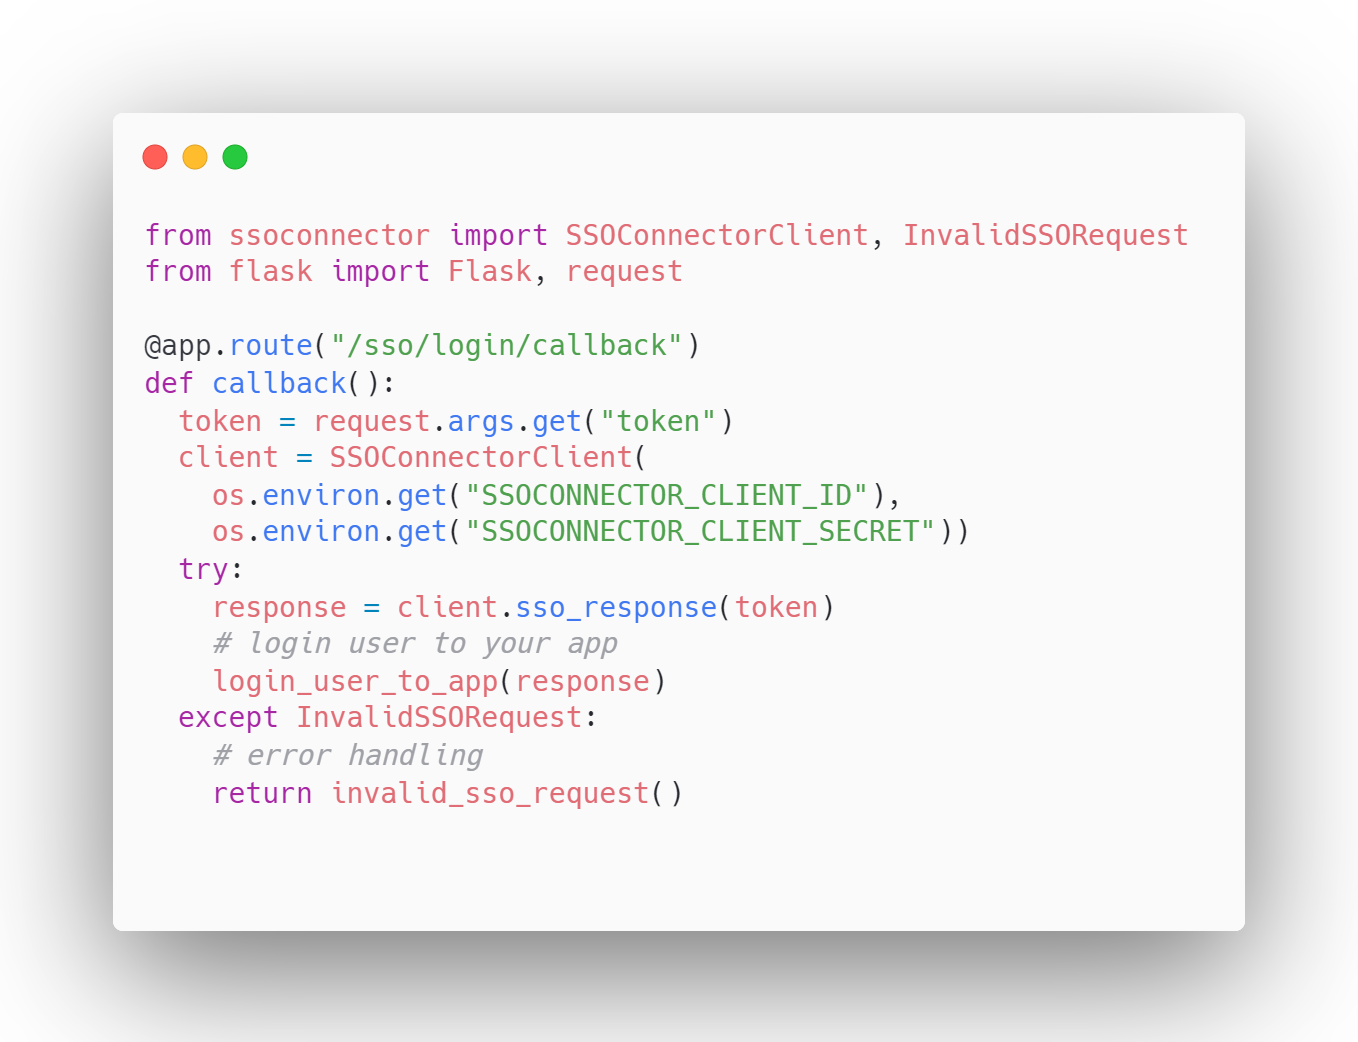 from ssoconnector import SSOConnectorClient, InvalidSSORequest
from flask import Flask, request

@app.route("/sso/login/callback")
def callback():
  token = request.args.get("token")
  client = SSOConnectorClient(
    os.environ.get("SSOCONNECTOR_CLIENT_ID"),
    os.environ.get("SSOCONNECTOR_CLIENT_SECRET"))
  try:
    response = client.sso_response(token)
    # login user to your app
    login_user_to_app(response)
  except InvalidSSORequest:
    # error handling
    return invalid_sso_request()